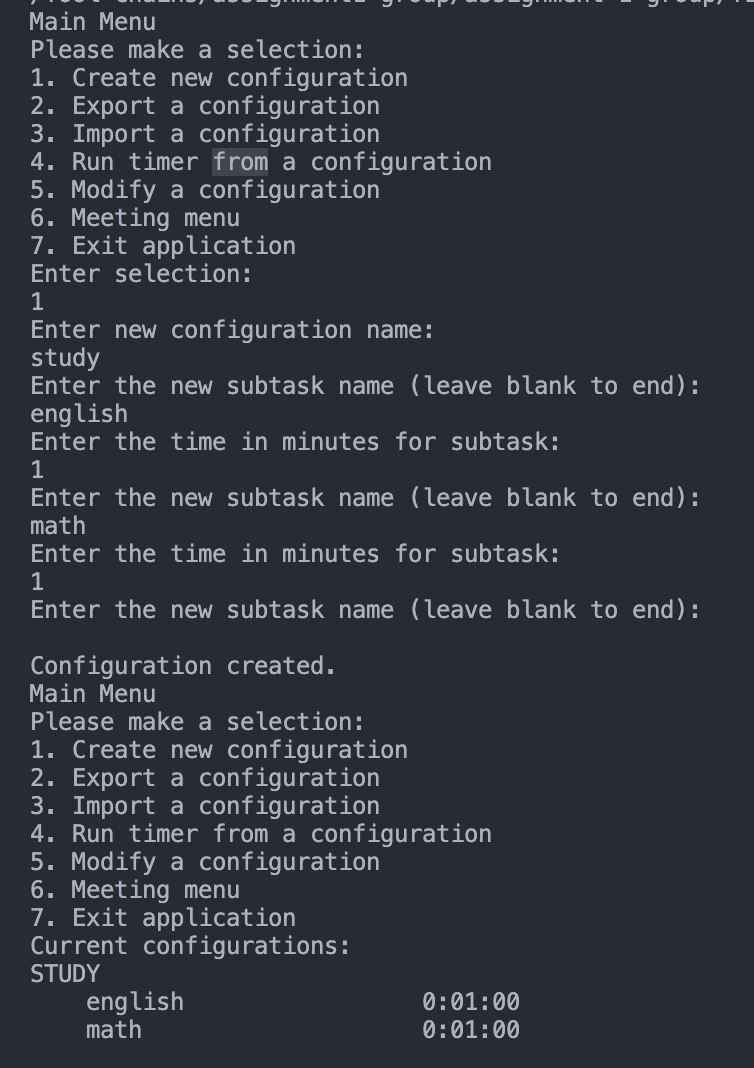 Main Menu
Please make a selection:
1. Create new configuration
2. Export a configuration
3. Import a configuration
4. Run timer from a configuration
5. Modify a configuration
6. Meeting menu
7. Exit application
Enter selection:
1
Enter new configuration name:
study
Enter the new subtask name (leave blank to end):
english
Enter the time in minutes for subtask:
1
Enter the new subtask name (leave blank to end):
math
Enter the time in minutes for subtask:
1
Enter the new subtask name (leave blank to end):

Configuration created.
Main Menu
Please make a selection:
1. Create new configuration
2. Export a configuration
3. Import a configuration
4. Run timer from a configuration
5. Modify a configuration
6. Meeting menu
7. Exit application
Current configurations:
STUDY
    english                 0:01:00
    math                    0:01:00